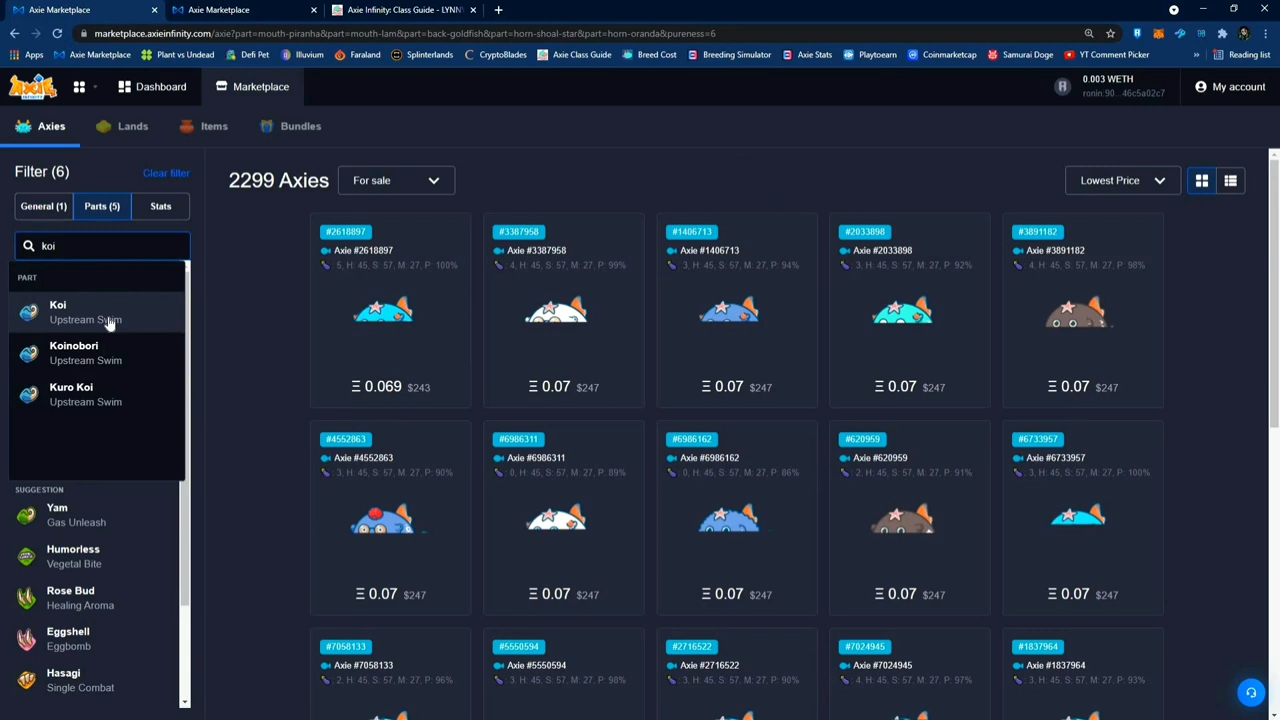 Axie Marketplace
Axie Marketplace
Axie Infinity: Class Guide - LYNNY
marketplace.axieinfinity.com/axie?part=mouth-piranha&part=mouth-lam&part=back-goldfish&part=horn-shoal-star&part=horn-oranda&pureness=6
Apps Axie Marketplace Plant vs Undead Defi Pet Illuvium Faraland Splinterlands CryptoBlades Axie Class Guide Breed Cost Breeding Simulator Axie Stats Playtoearn Coinmarketcap Samurai Doge YT Comment Picker » Reading list
AXIE
INFINITY
Dashboard
Marketplace
0.003 WETH
ronin:90...46c5a02c7
My account
Axies
Lands
Items
Bundles
Filter (6)
Clear filter
General (1)
Parts (5)
Stats
koi
PART
Koi
Upstream Swim
Koinobori
Upstream Swim
Kuro Koi
Upstream Swim
SUGGESTION
Yam
Gas Unleash
Humorless
Vegetal Bite
Rose Bud
Healing Aroma
Eggshell
Eggbomb
Hasagi
Single Combat
2299 Axies
For sale
Lowest Price
#2618897
Axie #2618897
: 5, H: 45, S: 57, M: 27, P: 100%
Ξ 0.069 $243
#3387958
Axie #3387958
: 4, H: 45, S: 57, M: 27, P: 99%
Ξ 0.07 $247
#1406713
Axie #1406713
: 3, H: 45, S: 57, M: 27, P: 94%
Ξ 0.07 $247
#2033898
Axie #2033898
: 3, H: 45, S: 57, M: 27, P: 92%
Ξ 0.07 $247
#3891182
Axie #3891182
: 4, H: 45, S: 57, M: 27, P: 98%
Ξ 0.07 $247
#4552863
Axie #4552863
: 3, H: 45, S: 57, M: 27, P: 90%
Ξ 0.07 $247
#6986311
Axie #6986311
: 0, H: 45, S: 57, M: 27, P: 89%
Ξ 0.07 $247
#6986162
Axie #6986162
: 0, H: 45, S: 57, M: 27, P: 86%
Ξ 0.07 $247
#620959
Axie #620959
: 2, H: 45, S: 57, M: 27, P: 91%
Ξ 0.07 $247
#6733957
Axie #6733957
: 3, H: 45, S: 57, M: 27, P: 100%
Ξ 0.07 $247
#7058133
Axie #7058133
: 2, H: 45, S: 57, M: 27, P: 96%
#5550594
Axie #5550594
: 3, H: 45, S: 57, M: 27, P: 98%
#2716522
Axie #2716522
: 3, H: 45, S: 57, M: 27, P: 90%
#7024945
Axie #7024945
: 4, H: 45, S: 57, M: 27, P: 97%
#1837964
Axie #1837964
: 3, H: 45, S: 57, M: 27, P: 93%